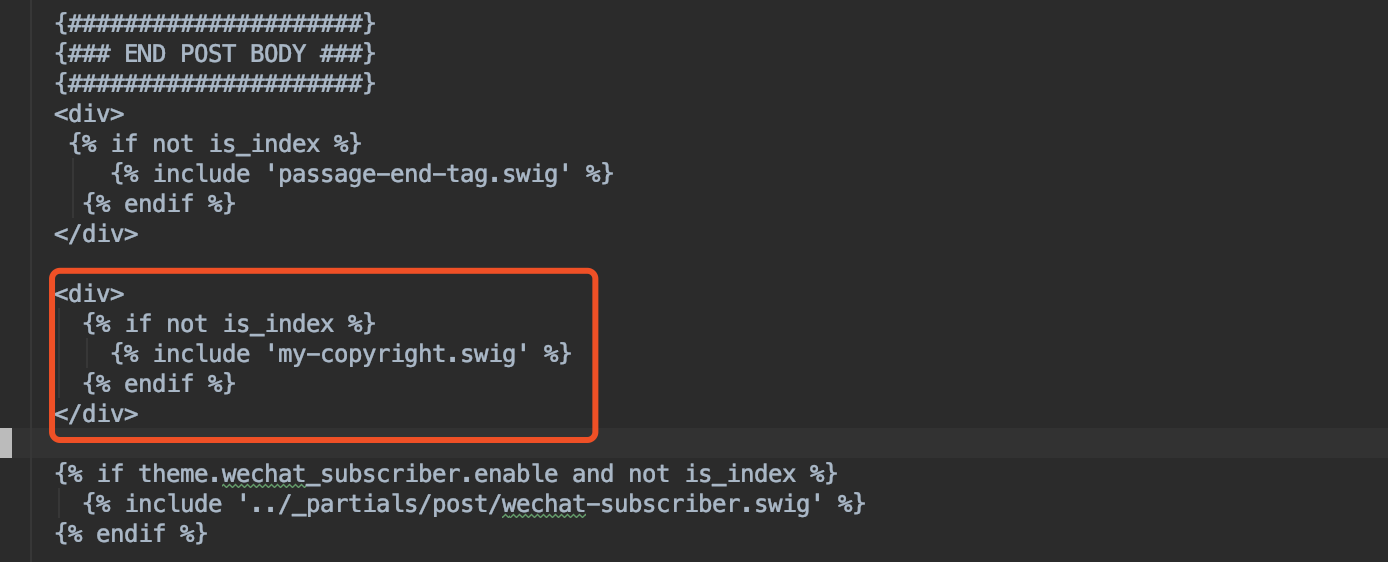 {#####################}
{### END POST BODY ###}
{#####################}
<div>
 {% if not is_index %}
    {% include 'passage-end-tag.swig' %}
  {% endif %}
</div>
<div>
  {% if not is_index %}
    {% include 'my-copyright.swig' %}
  {% endif %}
</div>
{% if theme.wechat_subscriber.enable and not is_index %}
  {% include '../_partials/post/wechat-subscriber.swig' %}
{% endif %}